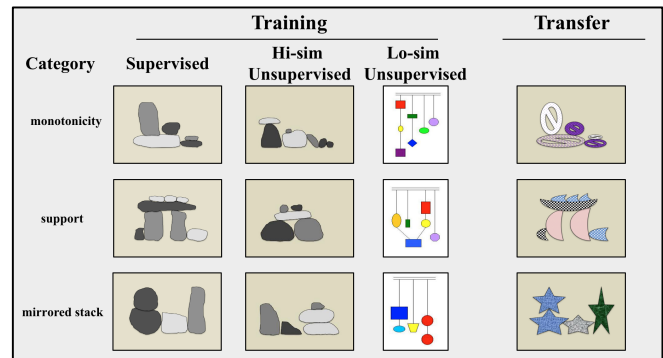 Training
Transfer
Category
Supervised
Hi-sim
Unsupervised
Lo-sim
Unsupervised
monotonicity
support
mirrored stack